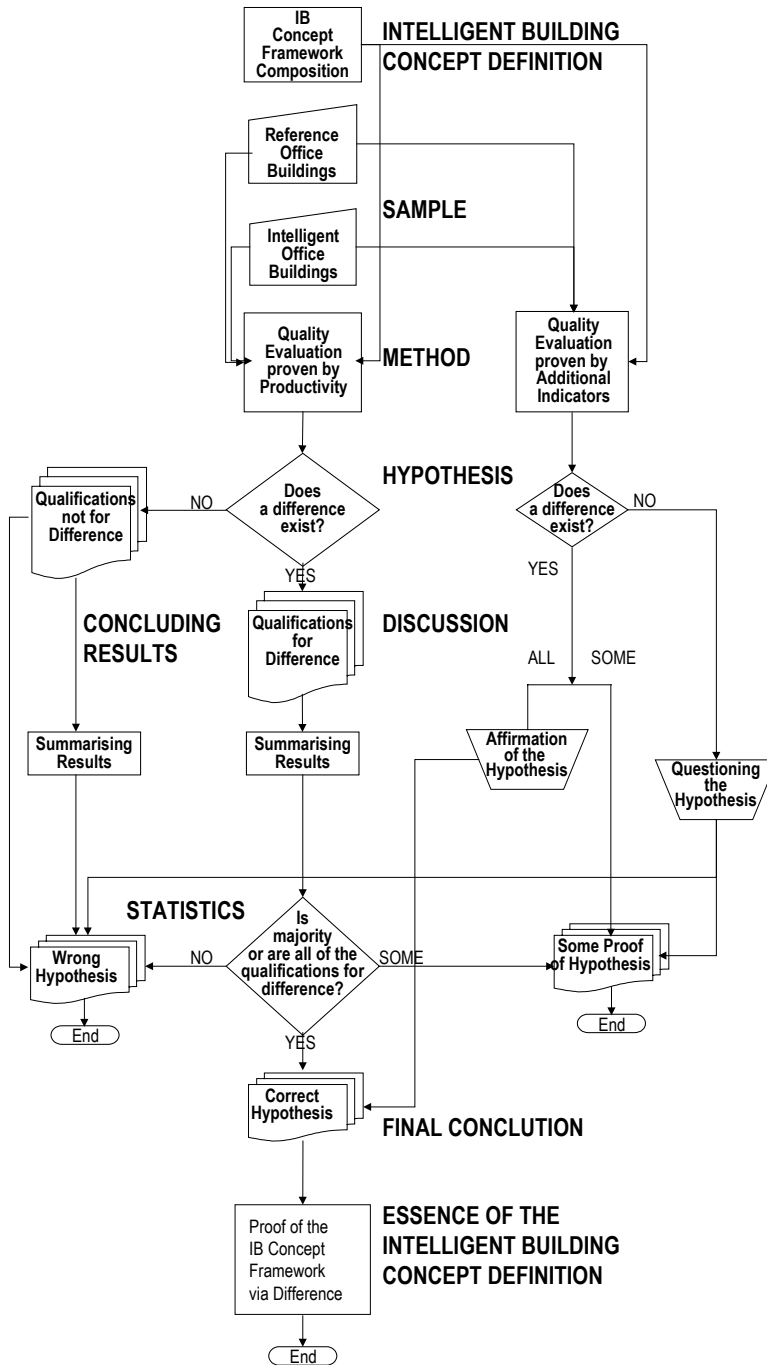 IB
Concept
Framework
Composition
INTELLIGENT BUILDING
CONCEPT DEFINITION
Reference
Office
Buildings
SAMPLE
Intelligent
Office
Buildings
Quality
Evaluation
proven by
Productivity
METHOD
Quality
Evaluation
proven by
Additional
Indicators
HYPOTHESIS
Qualifications
not for
Difference
NO
Does
a difference
exist?
Does
a difference
exist?
NO
YES
YES
CONCLUDING
RESULTS
Qualifications
for
Difference
DISCUSSION
ALL
SOME
Summarising
Results
Summarising
Results
Affirmation
of the
Hypothesis
Questioning
the
Hypothesis
STATISTICS
Wrong
Hypothesis
NO
Is
majority
or are all of the
qualifications for
difference?
SOME
Some Proof
of Hypothesis
End
End
YES
Correct
Hypothesis
FINAL CONCLUTION
Proof of the
IB Concept
Framework
via Difference
ESSENCE OF THE
INTELLIGENT BUILDING
CONCEPT DEFINITION
End